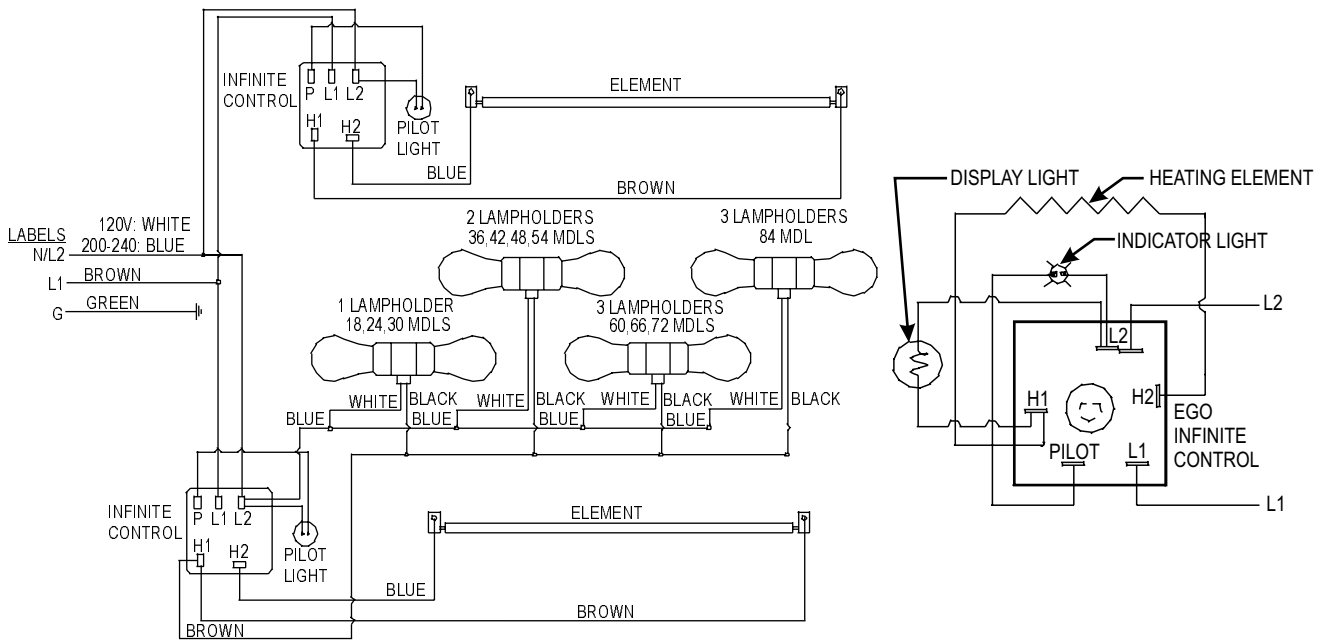 INFINITE
CONTROL
P L1 L2
H1
H2
PILOT
LIGHT
ELEMENT
BLUE
BROWN
LABELS
120V: WHITE
200-240: BLUE
N/L2
L1
BROWN
G
GREEN
2 LAMPHOLDERS
36,42,48,54 MDLS
3 LAMPHOLDERS
84 MDL
1 LAMPHOLDER
18,24,30 MDLS
3 LAMPHOLDERS
60,66,72 MDLS
WHITE
BLACK
WHITE
BLACK
WHITE
BLACK
WHITE
BLACK
BLUE
BLUE
BLUE
BLUE
INFINITE
CONTROL
P L1 L2
H1
H2
PILOT
LIGHT
ELEMENT
BLUE
BROWN
BROWN
DISPLAY LIGHT
HEATING ELEMENT
INDICATOR LIGHT
L2
L2
H1
H2
PILOT
L1
EGO
INFINITE
CONTROL
L1